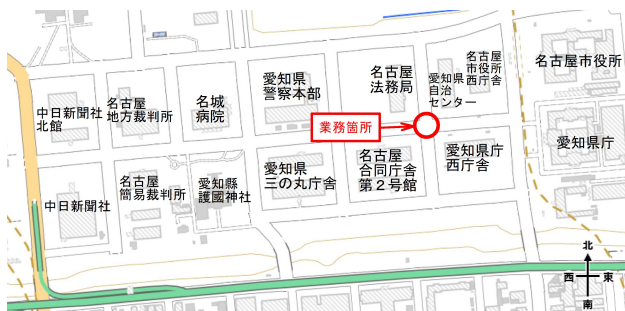 中日新聞社
北館
名古屋
地方裁判所
名城
病院
愛知県
警察本部
名古屋
法務局
愛知県
自治
センター
名古屋
市役所
西庁舎
名古屋市役所
業務箇所
中日新聞社
名古屋
簡易裁判所
愛知縣
護國神社
愛知県
三の丸庁舎
名古屋
合同庁舎
第2号館
愛知県庁
西庁舎
愛知県庁
北
西
東
南